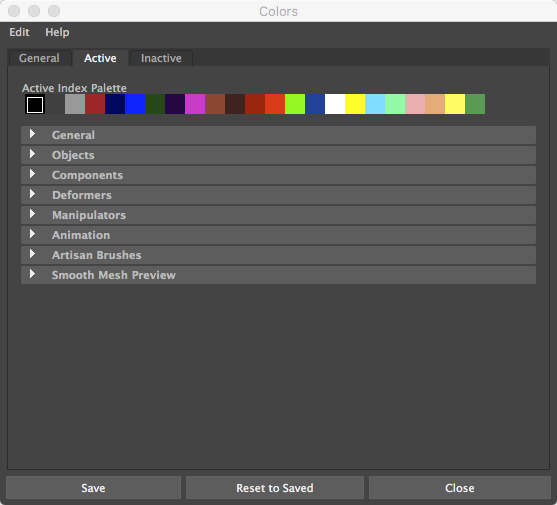 Colors
Edit Help
General Active Inactive
Active Index Palette
General
Objects
Components
Deformers
Manipulators
Animation
Artisan Brushes
Smooth Mesh Preview
Save Reset to Saved Close